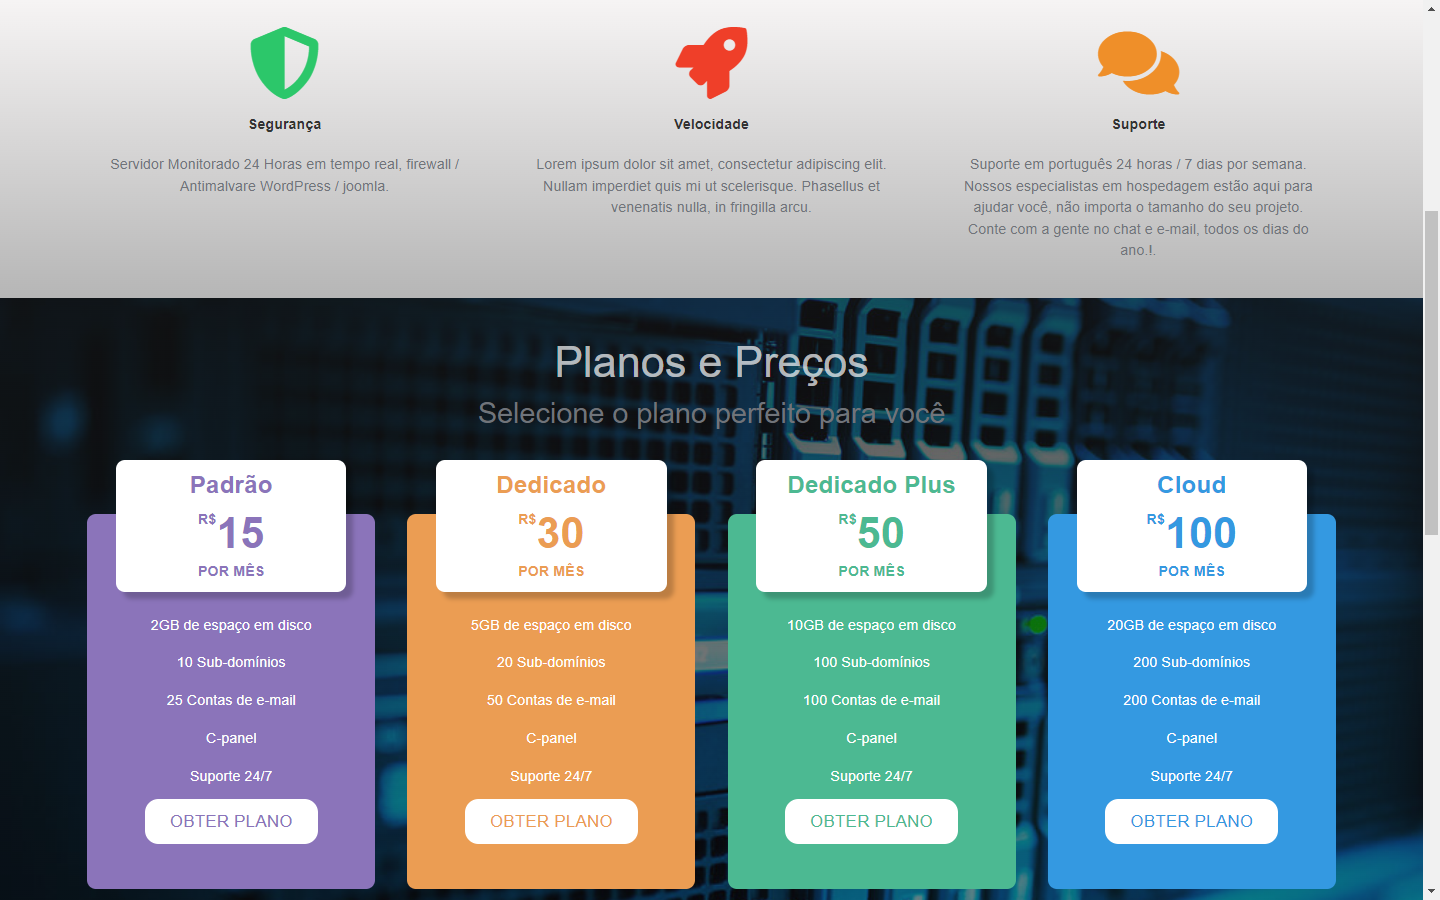 Segurança
Servidor Monitorado 24 Horas em tempo real, firewall /
Antimalvare WordPress / joomla.
Velocidade
Lorem ipsum dolor sit amet, consectetur adipiscing elit.
Nullam imperdiet quis mi ut scelerisque. Phasellus et
venenatis nulla, in fringilla arcu.
Suporte
Suporte em português 24 horas / 7 dias por semana.
Nossos especialistas em hospedagem estão aqui para
ajudar você, não importa o tamanho do seu projeto.
Conte com a gente no chat e e-mail, todos os dias do
ano.!.
Planos e Preços
Selecione o plano perfeito para você
Padrão
R$15
POR MÊS
2GB de espaço em disco
10 Sub-domínios
25 Contas de e-mail
C-panel
Suporte 24/7
OBTER PLANO
Dedicado
R$30
POR MÊS
5GB de espaço em disco
20 Sub-domínios
50 Contas de e-mail
C-panel
Suporte 24/7
OBTER PLANO
Dedicado Plus
R$50
POR MÊS
10GB de espaço em disco
100 Sub-domínios
100 Contas de e-mail
C-panel
Suporte 24/7
OBTER PLANO
Cloud
R$100
POR MÊS
20GB de espaço em disco
200 Sub-domínios
200 Contas de e-mail
C-panel
Suporte 24/7
OBTER PLANO